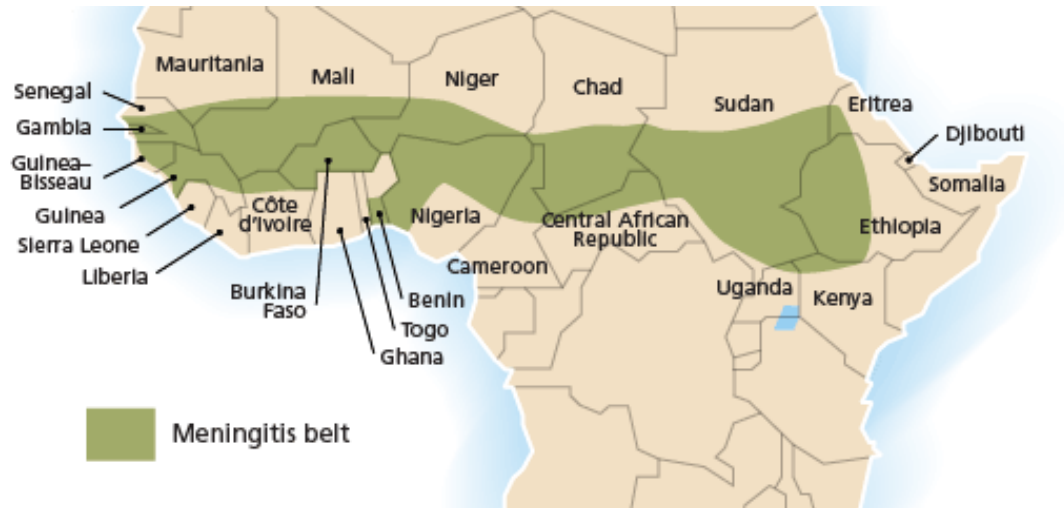 Mauritania
Mali
Niger
Chad
Sudan
Eritrea
Djibouti
Senegal
Gambia
Guinea–
Bisseau
Guinea
Sierra Leone
Liberia
Côte
d'Ivoire
Burkina
Faso
Nigeria
Benin
Togo
Ghana
Cameroon
Central African
Republic
Somalia
Ethiopia
Uganda
Kenya
Meningitis belt